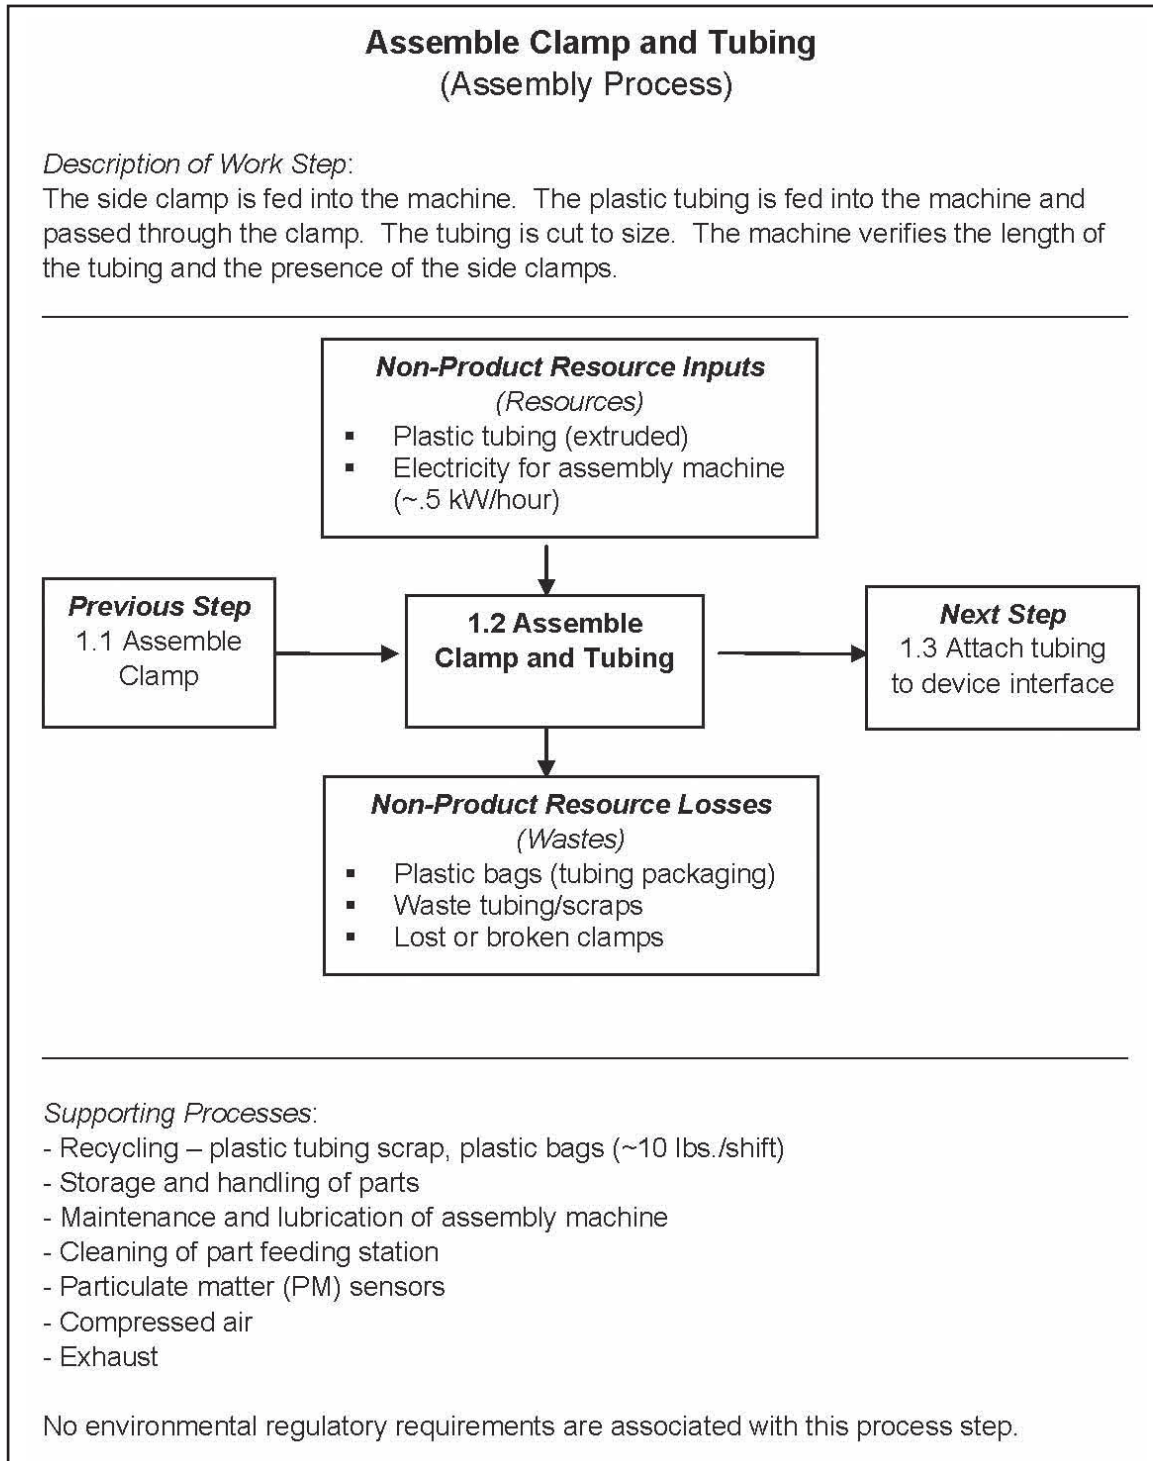 Assemble Clamp and Tubing
(Assembly Process)
Description of Work Step:
The side clamp is fed into the machine.  The plastic tubing is fed into the machine and
passed through the clamp.  The tubing is cut to size.  The machine verifies the length of
the tubing and the presence of the side clamps.
Non-Product Resource Inputs
(Resources)
▪ Plastic tubing (extruded)
▪ Electricity for assembly machine
(~.5 kW/hour)
Previous Step
1.1 Assemble
Clamp
1.2 Assemble
Clamp and Tubing
Next Step
1.3 Attach tubing
to device interface
Non-Product Resource Losses
(Wastes)
▪ Plastic bags (tubing packaging)
▪ Waste tubing/scraps
▪ Lost or broken clamps
Supporting Processes:
- Recycling – plastic tubing scrap, plastic bags (~10 lbs./shift)
- Storage and handling of parts
- Maintenance and lubrication of assembly machine
- Cleaning of part feeding station
- Particulate matter (PM) sensors
- Compressed air
- Exhaust
No environmental regulatory requirements are associated with this process step.